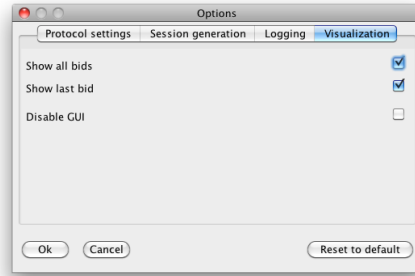 Options
Protocol settings Session generation Logging Visualization
Show all bids
Show last bid
Disable GUI
Ok Cancel Reset to default